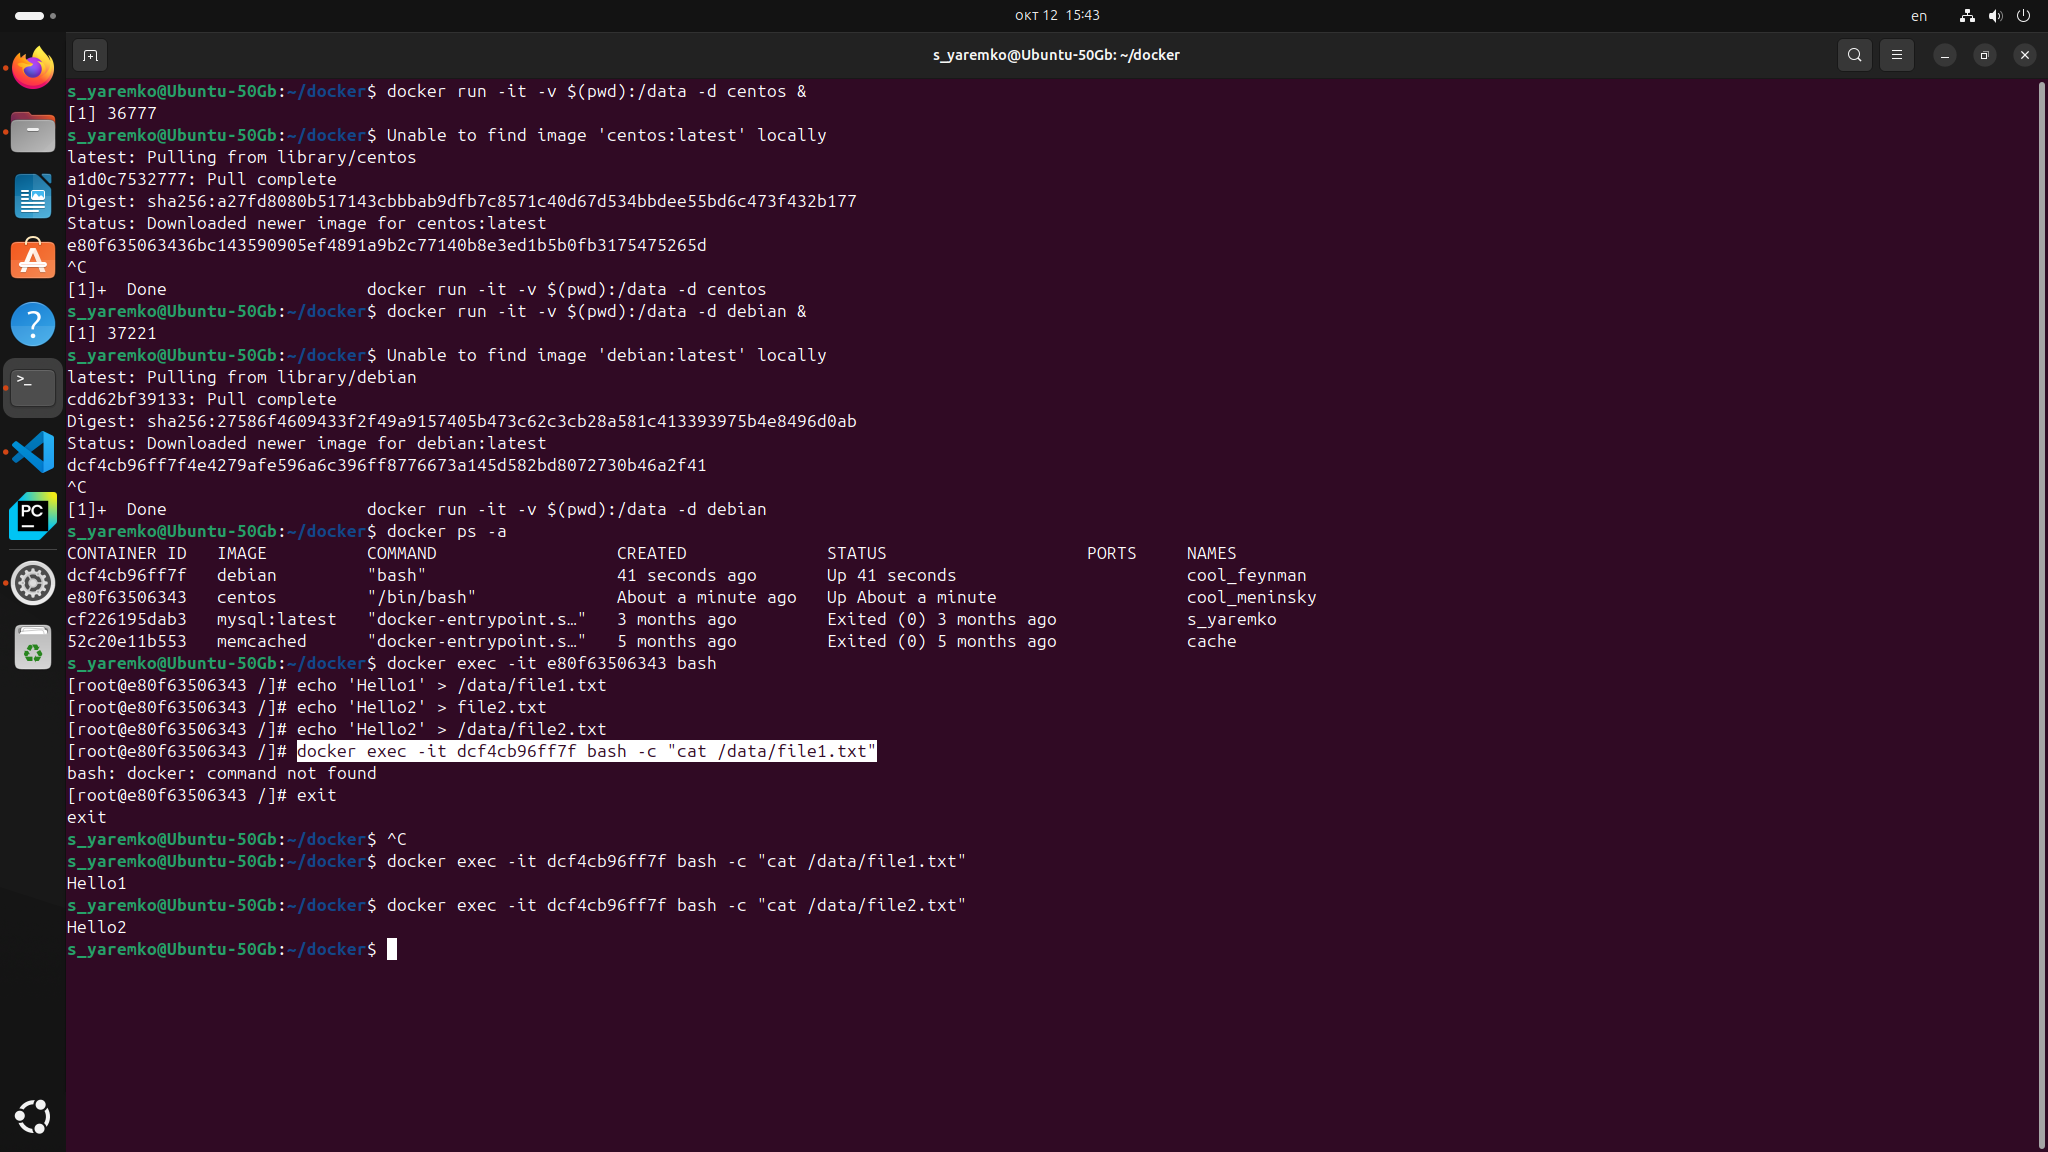 окт 12 15:43
en
s_yaremko@Ubuntu-50Gb: ~/docker
s_yaremko@Ubuntu-50Gb:~/docker$ docker run -it -v $(pwd):/data -d centos &
[1] 36777
s_yaremko@Ubuntu-50Gb:~/docker$ Unable to find image 'centos:latest' locally
latest: Pulling from library/centos
a1d0c7532777: Pull complete
Digest: sha256:a27fd8080b517143cbbbab9dfb7c8571c40d67d534bbdee55bd6c473f432b177
Status: Downloaded newer image for centos:latest
e80f635063436bc143590905ef4891a9b2c77140b8e3ed1b5b0fb3175475265d
^C
[1]+  Done                    docker run -it -v $(pwd):/data -d centos
s_yaremko@Ubuntu-50Gb:~/docker$ docker run -it -v $(pwd):/data -d debian &
[1] 37221
s_yaremko@Ubuntu-50Gb:~/docker$ Unable to find image 'debian:latest' locally
latest: Pulling from library/debian
cdd62bf39133: Pull complete
Digest: sha256:27586f4609433f2f49a9157405b473c62c3cb28a581c413393975b4e8496d0ab
Status: Downloaded newer image for debian:latest
dcf4cb96ff7f4e4279afe596a6c396ff8776673a145d582bd8072730b46a2f41
^C
[1]+  Done                    docker run -it -v $(pwd):/data -d debian
s_yaremko@Ubuntu-50Gb:~/docker$ docker ps -a
CONTAINER ID   IMAGE          COMMAND                  CREATED              STATUS                    PORTS     NAMES
dcf4cb96ff7f   debian         "bash"                   41 seconds ago       Up 41 seconds                       cool_feynman
e80f63506343   centos         "/bin/bash"              About a minute ago   Up About a minute                   cool_meninsky
cf226195dab3   mysql:latest   "docker-entrypoint.s…"   3 months ago         Exited (0) 3 months ago             s_yaremko
52c20e11b553   memcached      "docker-entrypoint.s…"   5 months ago         Exited (0) 5 months ago             cache
s_yaremko@Ubuntu-50Gb:~/docker$ docker exec -it e80f63506343 bash
[root@e80f63506343 /]# echo 'Hello1' > /data/file1.txt
[root@e80f63506343 /]# echo 'Hello2' > file2.txt
[root@e80f63506343 /]# echo 'Hello2' > /data/file2.txt
[root@e80f63506343 /]# docker exec -it dcf4cb96ff7f bash -c "cat /data/file1.txt"
bash: docker: command not found
[root@e80f63506343 /]# exit
exit
s_yaremko@Ubuntu-50Gb:~/docker$ ^C
s_yaremko@Ubuntu-50Gb:~/docker$ docker exec -it dcf4cb96ff7f bash -c "cat /data/file1.txt"
Hello1
s_yaremko@Ubuntu-50Gb:~/docker$ docker exec -it dcf4cb96ff7f bash -c "cat /data/file2.txt"
Hello2
s_yaremko@Ubuntu-50Gb:~/docker$
PC